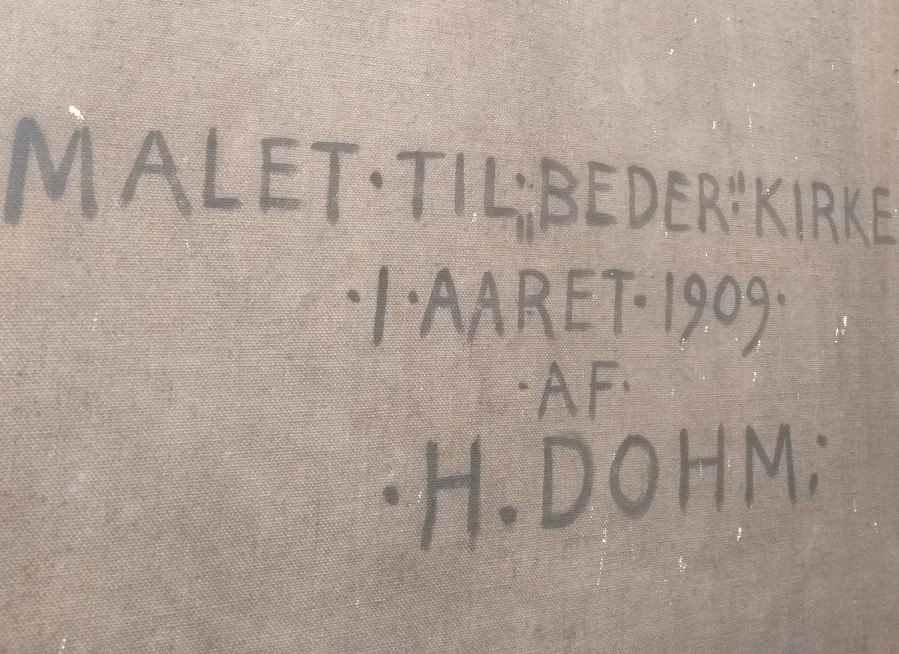 MALET · TIL · „BEDER" KIRKE
· I · AARET · 1909 ·
· AF ·
· H. DOHM ;